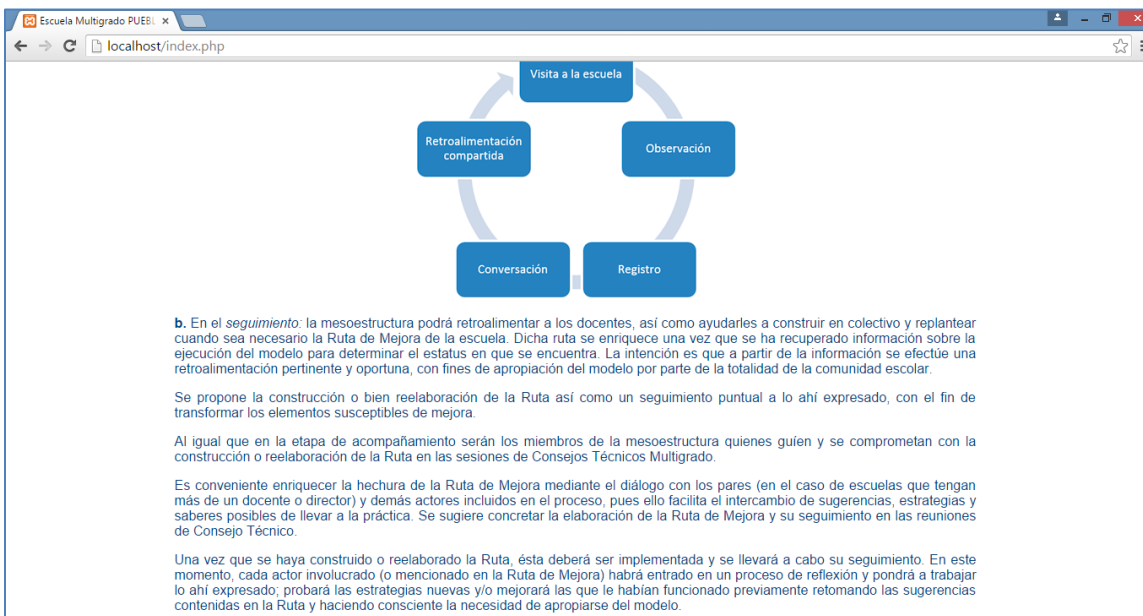 Escuela Multigrado PUEBL
localhost/index.php
Visita a la escuela
Retroalimentación
compartida
Observación
Conversación
Registro
b. En el seguimiento: la mesoestructura podrá retroalimentar a los docentes, así como ayudarles a construir en colectivo y replantear
cuando sea necesario la Ruta de Mejora de la escuela. Dicha ruta se enriquece una vez que se ha recuperado información sobre la
ejecución del modelo para determinar el estatus en que se encuentra. La intención es que a partir de la información se efectúe una
retroalimentación pertinente y oportuna, con fines de apropiación del modelo por parte de la totalidad de la comunidad escolar.
Se propone la construcción o bien reelaboración de la Ruta así como un seguimiento puntual a lo ahí expresado, con el fin de
transformar los elementos susceptibles de mejora.
Al igual que en la etapa de acompañamiento serán los miembros de la mesoestructura quienes guíen y se comprometan con la
construcción o reelaboración de la Ruta en las sesiones de Consejos Técnicos Multigrado.
Es conveniente enriquecer la hechura de la Ruta de Mejora mediante el diálogo con los pares (en el caso de escuelas que tengan
más de un docente o director) y demás actores incluidos en el proceso, pues ello facilita el intercambio de sugerencias, estrategias y
saberes posibles de llevar a la práctica. Se sugiere concretar la elaboración de la Ruta de Mejora y su seguimiento en las reuniones
de Consejo Técnico.
Una vez que se haya construido o reelaborado la Ruta, ésta deberá ser implementada y se llevará a cabo su seguimiento. En este
momento, cada actor involucrado (o mencionado en la Ruta de Mejora) habrá entrado en un proceso de reflexión y pondrá a trabajar
lo ahí expresado; probará las estrategias nuevas y/o mejorará las que le habían funcionado previamente retomando las sugerencias
contenidas en la Ruta y haciendo consciente la necesidad de apropiarse del modelo.